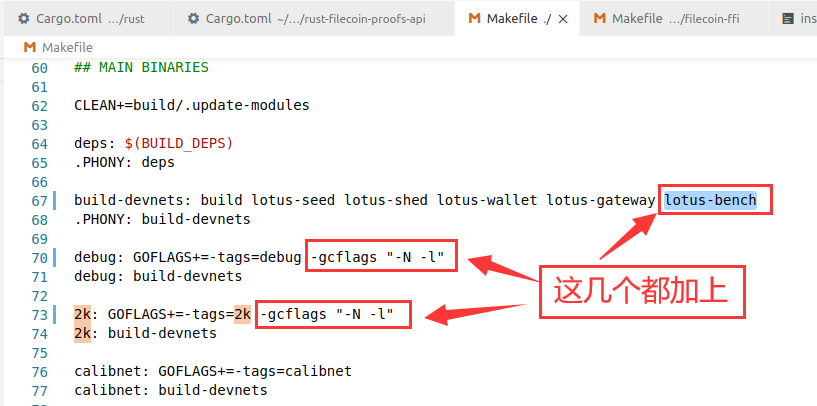 Cargo.toml .../rust
Cargo.toml ~/.../rust-filecoin-proofs-api
Makefile ./
Makefile .../filecoin-ffi
ins
Makefile
60 ## MAIN BINARIES
61
62 CLEAN+=build/.update-modules
63
64 deps: $(BUILD_DEPS)
65 .PHONY: deps
66
67 build-devnets: build lotus-seed lotus-shed lotus-wallet lotus-gateway lotus-bench
68 .PHONY: build-devnets
69
70 debug: GOFLAGS+=-tags=debug -gcflags "-N -l"
71 debug: build-devnets
72
这几个都加上
73 2k: GOFLAGS+=-tags=2k -gcflags "-N -l"
74 2k: build-devnets
75
76 calibnet: GOFLAGS+=-tags=calibnet
77 calibnet: build-devnets